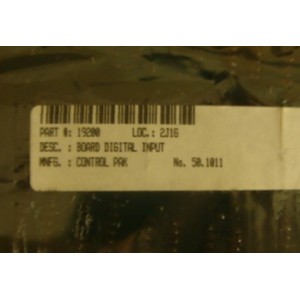 PART #: 19200 LOC.: 2J16
DESC. : BOARD DIGITAL INPUT
MNFG. : CONTROL PAK No. 50.1011